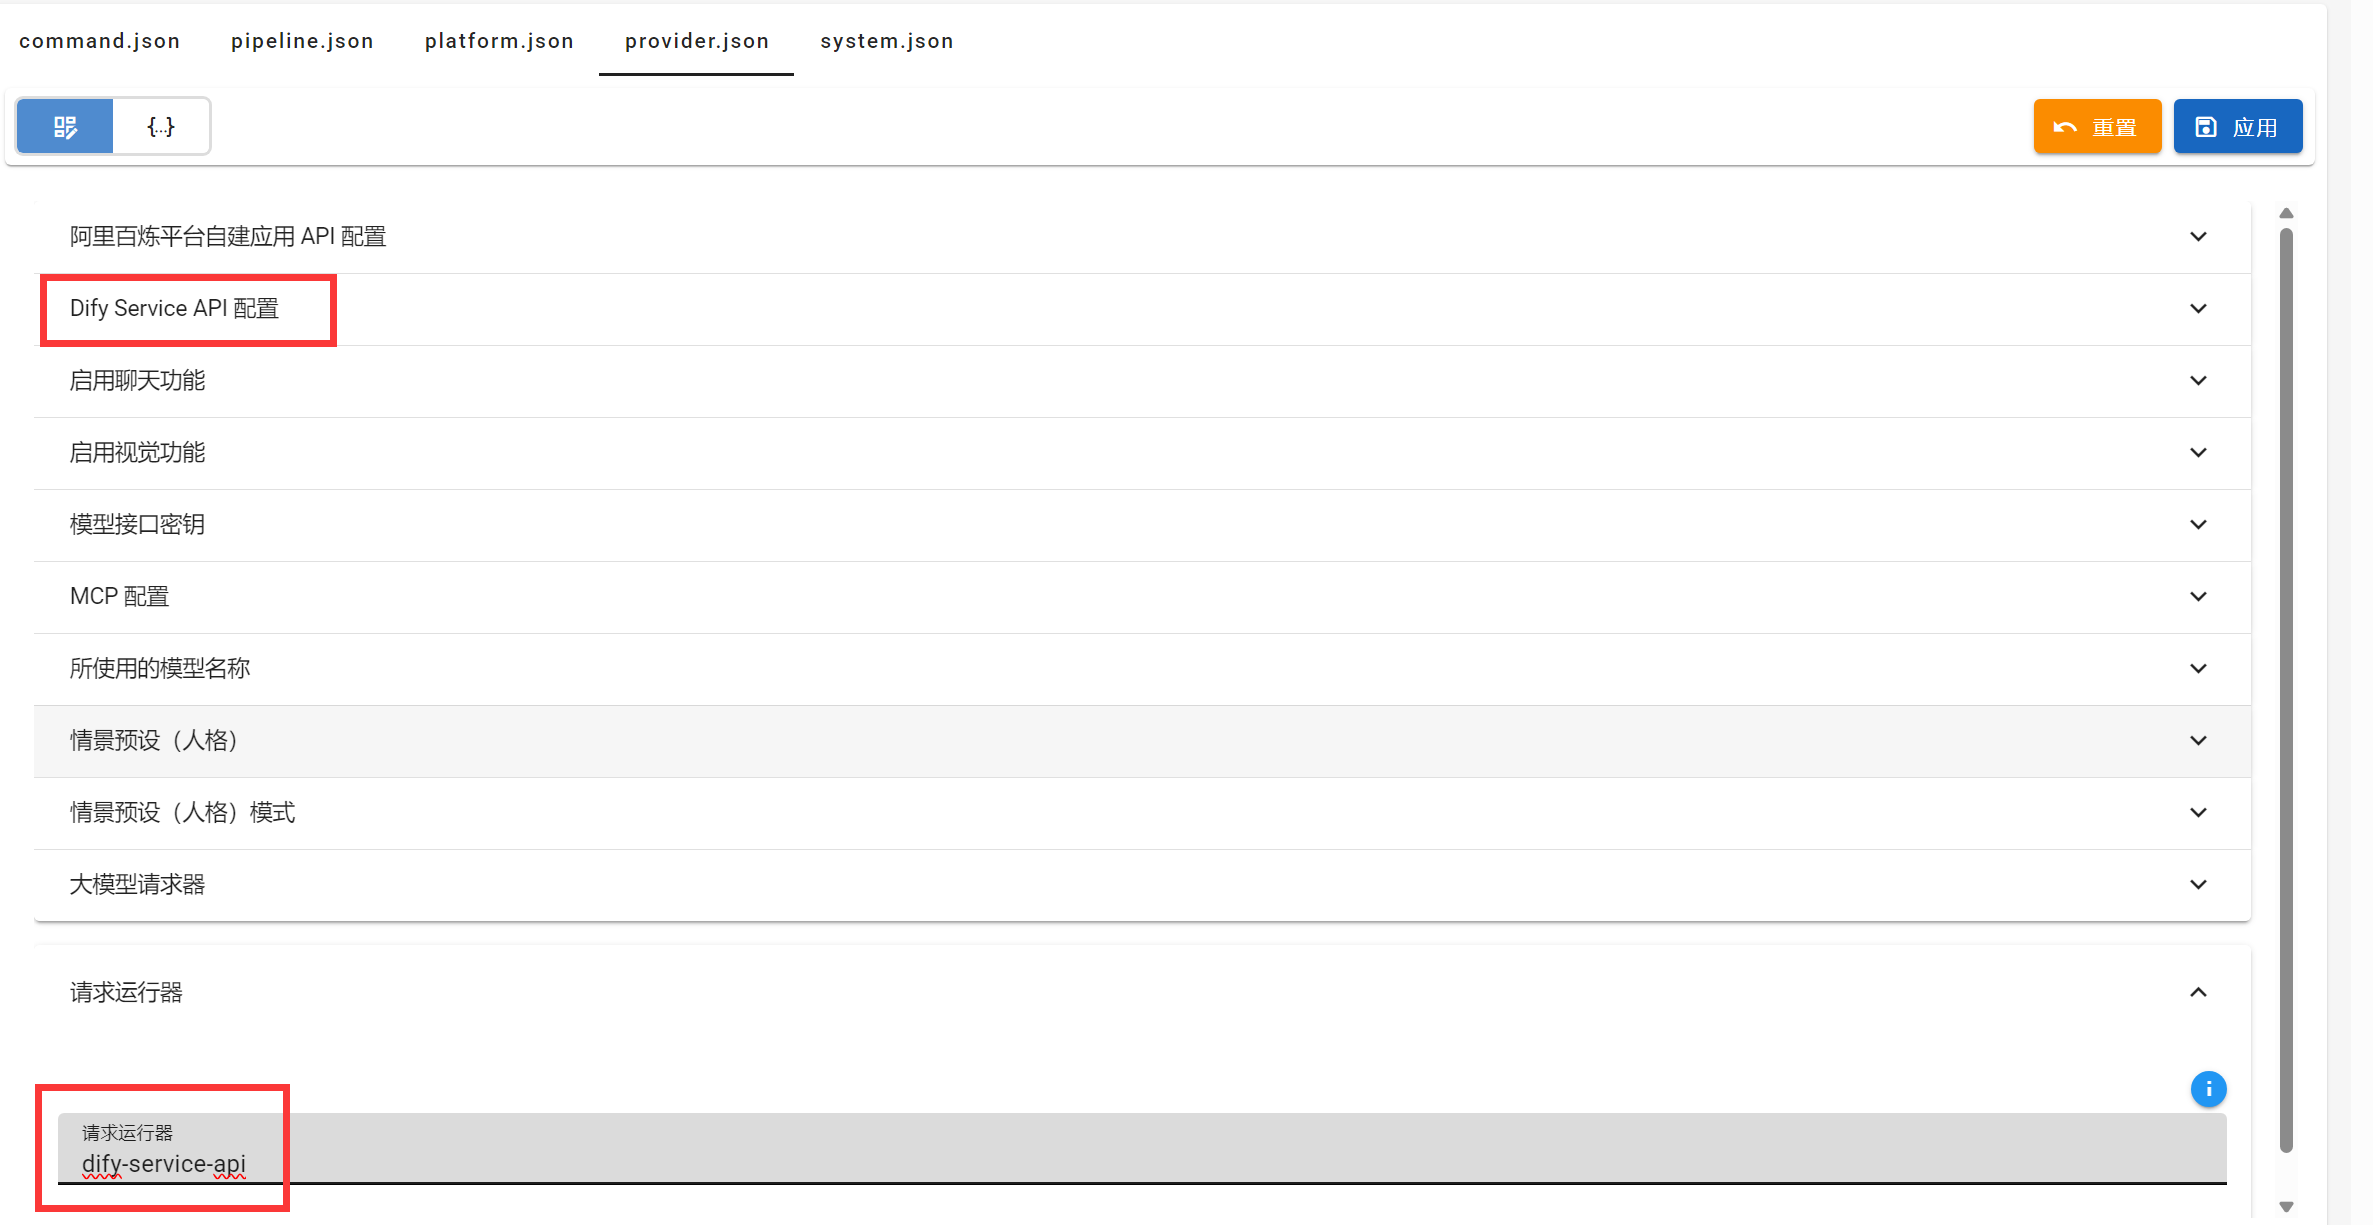 command.json pipeline.json platform.json provider.json system.json
{...} 重置 应用
阿里百炼平台自建应用 API 配置
Dify Service API 配置
启用聊天功能
启用视觉功能
模型接口密钥
MCP 配置
所使用的模型名称
情景预设（人格）
情景预设（人格）模式
大模型请求器
请求运行器
请求运行器
dify-service-api